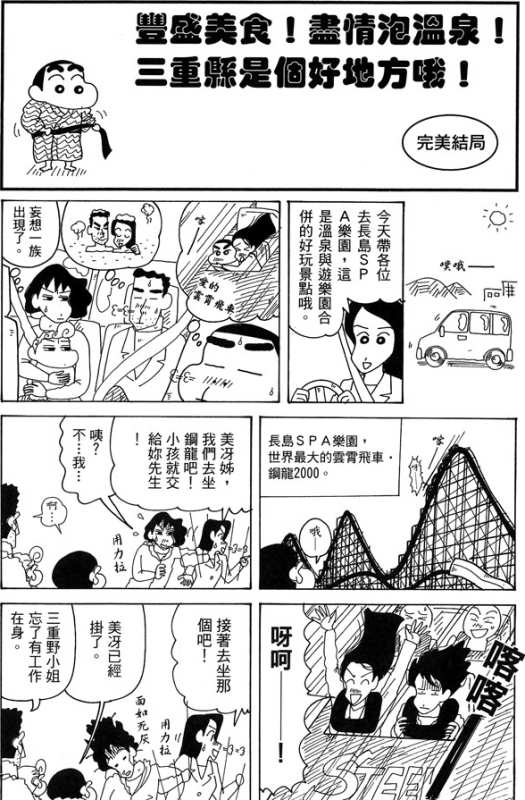 豐盛美食！盡情泡溫泉！
三重縣是個好地方哦！
完美結局
噗哦——
今天帶各位
去長島ＳＰ
Ａ樂園，這
是溫泉與遊樂園合
併的好玩景點哦。
愛的
雲霄飛車
妄想一族
出現了。
長島ＳＰＡ樂園，
世界最大的雲霄飛車・
鋼龍2000。
哦——
美冴姊，
我們去坐
鋼龍吧！
小孩就交
給妳先生
！
用力拉
咦？
不…我…
啊…
喀喀
呀呵——！
STEEL
接著去坐那
個吧！
用力拉
面如死灰
美冴已經
掛了。
三重野小姐
忘了有工作
在身。